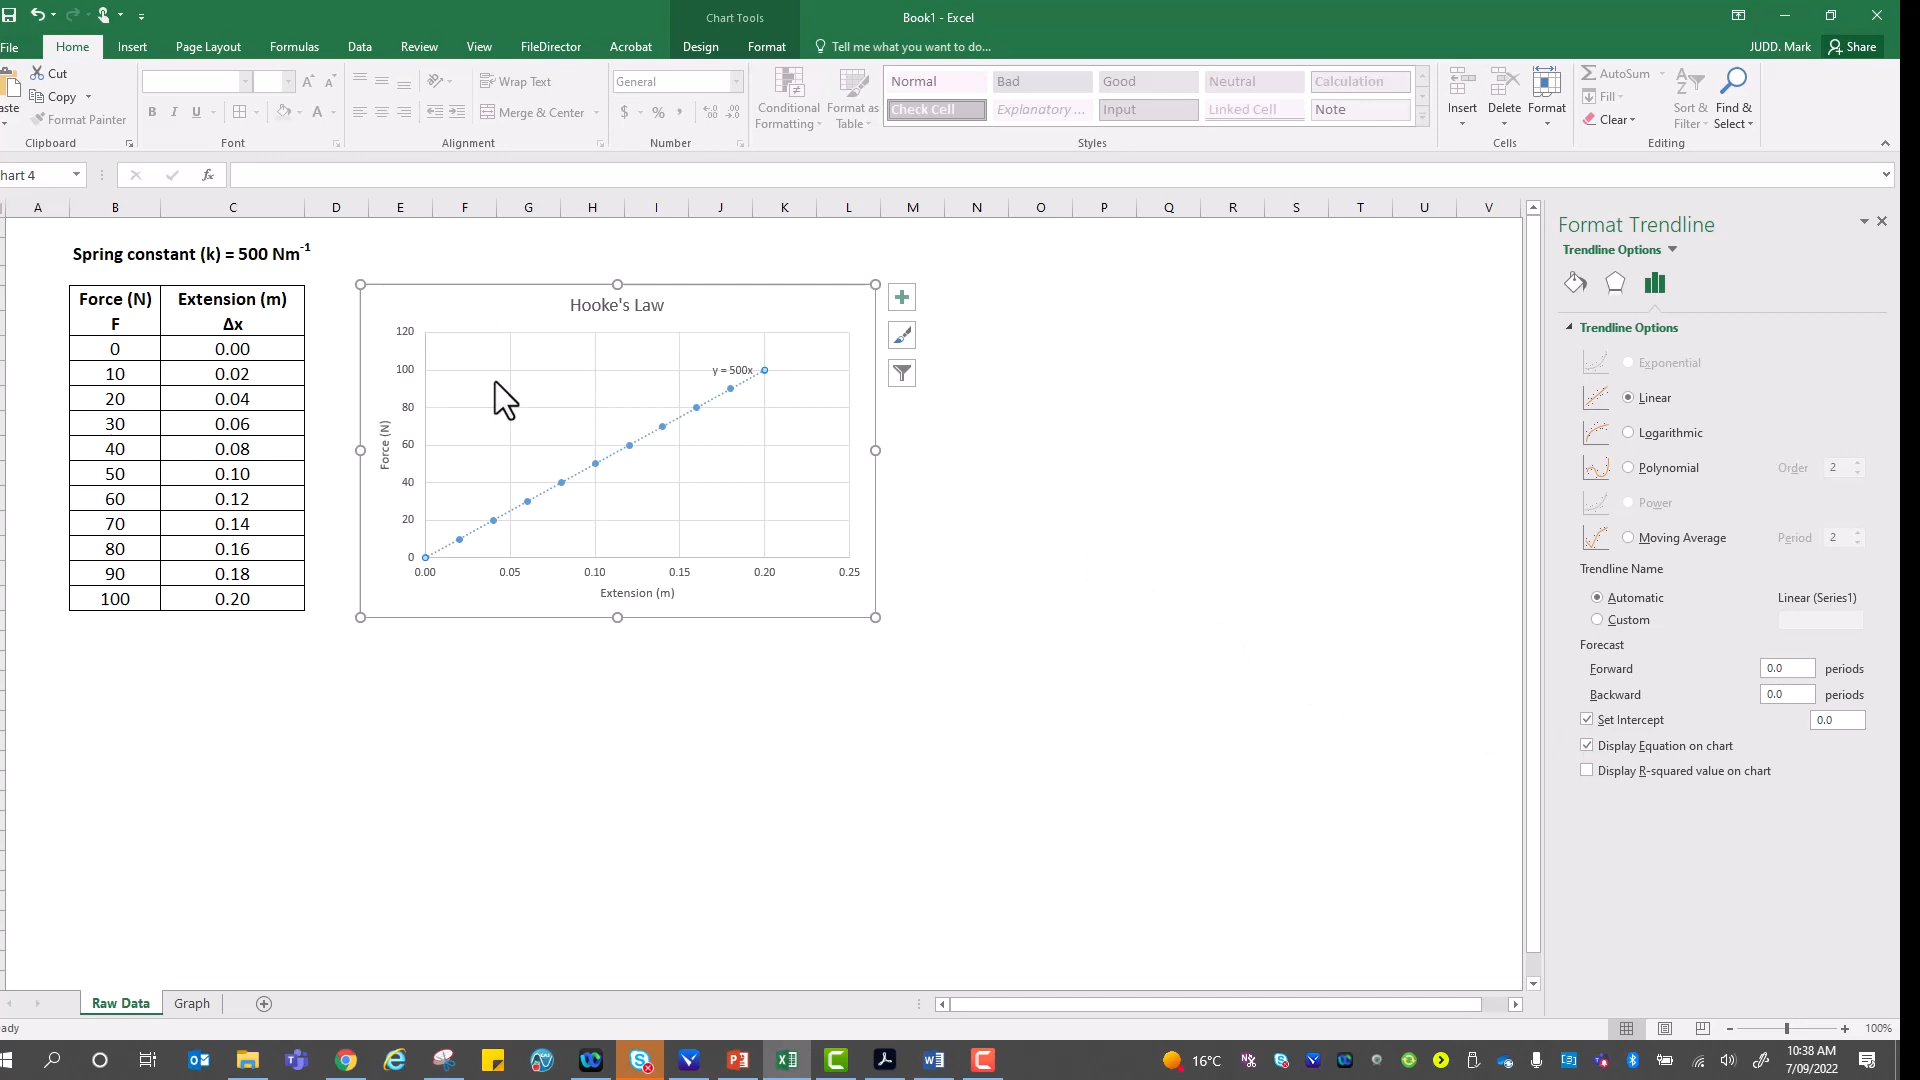 Chart Tools
Book1 - Excel
File Home Insert Page Layout Formulas Data Review View FileDirector Acrobat Design Format Tell me what you want to do... JUDD. Mark Share
Cut
Copy
Format Painter
Clipboard
B I U A
Font
Wrap Text
Merge & Center
Alignment
General
$ % ,
Number
Conditional Formatting
Format as Table
Normal Bad Good Neutral Calculation
Check Cell Explanatory ... Input Linked Cell Note
Styles
Insert Delete Format
Cells
AutoSum
Fill
Clear
Sort & Filter
Find & Select
Editing
hart 4 fx
A B C D E F G H I J K L M N O P Q R S T U V
Spring constant (k) = 500 Nm-1
Force (N) Extension (m)
F Δx
0 0.00
10 0.02
20 0.04
30 0.06
40 0.08
50 0.10
60 0.12
70 0.14
80 0.16
90 0.18
100 0.20
Hooke's Law
120
100
80
60
40
20
0
Force (N)
y = 500x
0.00 0.05 0.10 0.15 0.20 0.25
Extension (m)
Format Trendline
Trendline Options
Trendline Options
Exponential
Linear
Logarithmic
Polynomial Order 2
Power
Moving Average Period 2
Trendline Name
Automatic Linear (Series1)
Custom
Forecast
Forward 0.0 periods
Backward 0.0 periods
Set Intercept 0.0
Display Equation on chart
Display R-squared value on chart
Raw Data Graph
ady 100%
16°C
10:38 AM
7/09/2022